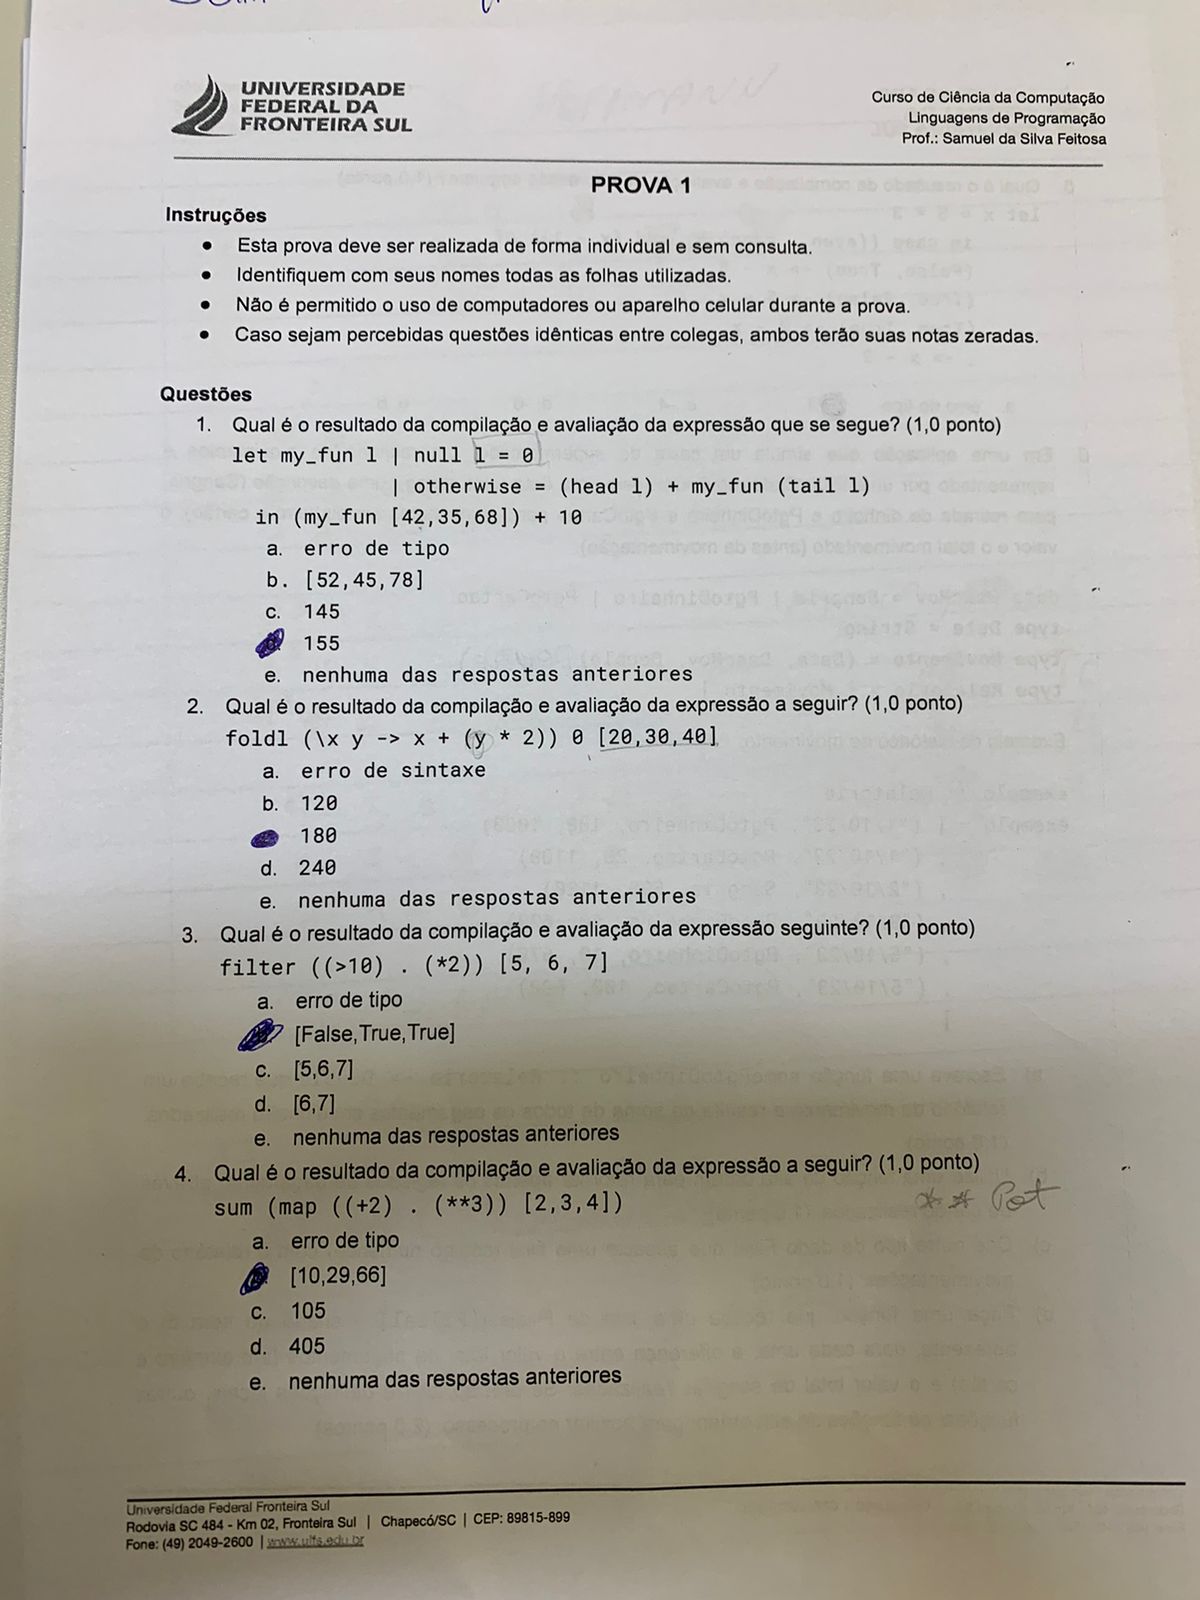 UNIVERSIDADE
FEDERAL DA
FRONTEIRA SUL
Curso de Ciência da Computação
Linguagens de Programação
Prof.: Samuel da Silva Feitosa
PROVA 1
Instruções
● Esta prova deve ser realizada de forma individual e sem consulta.
● Identifiquem com seus nomes todas as folhas utilizadas.
● Não é permitido o uso de computadores ou aparelho celular durante a prova.
● Caso sejam percebidas questões idênticas entre colegas, ambos terão suas notas zeradas.
Questões
1. Qual é o resultado da compilação e avaliação da expressão que se segue? (1,0 ponto)
let my_fun l | null l = 0
| otherwise = (head l) + my_fun (tail l)
in (my_fun [42,35,68]) + 10
a. erro de tipo
b. [52,45,78]
c. 145
155
e. nenhuma das respostas anteriores
2. Qual é o resultado da compilação e avaliação da expressão a seguir? (1,0 ponto)
foldl (\x y -> x + (y * 2)) 0 [20,30,40]
a. erro de sintaxe
b. 120
180
d. 240
e. nenhuma das respostas anteriores
3. Qual é o resultado da compilação e avaliação da expressão seguinte? (1,0 ponto)
filter ((>10) . (*2)) [5, 6, 7]
a. erro de tipo
[False,True,True]
c. [5,6,7]
d. [6,7]
e. nenhuma das respostas anteriores
4. Qual é o resultado da compilação e avaliação da expressão a seguir? (1,0 ponto)
sum (map ((+2) . (**3)) [2,3,4])
** Pot
a. erro de tipo
[10,29,66]
c. 105
d. 405
e. nenhuma das respostas anteriores
Universidade Federal Fronteira Sul
Rodovia SC 484 - Km 02, Fronteira Sul | Chapecó/SC | CEP: 89815-899
Fone: (49) 2049-2600 | www.uffs.edu.br